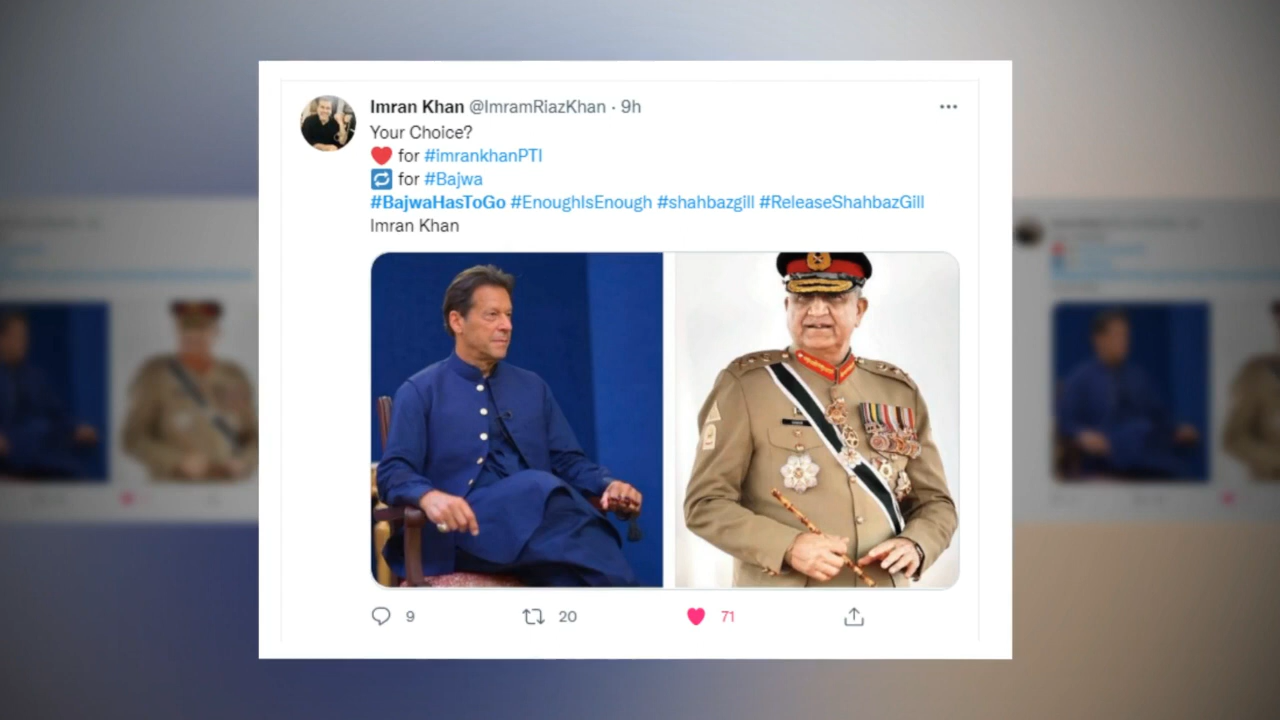 Imran Khan @ImramRiazKhan · 9h
Your Choice?
❤️ for #imrankhanPTI
🔁 for #Bajwa
#BajwaHasToGo #EnoughIsEnough #shahbazgill #ReleaseShahbazGill
Imran Khan
9 20 71